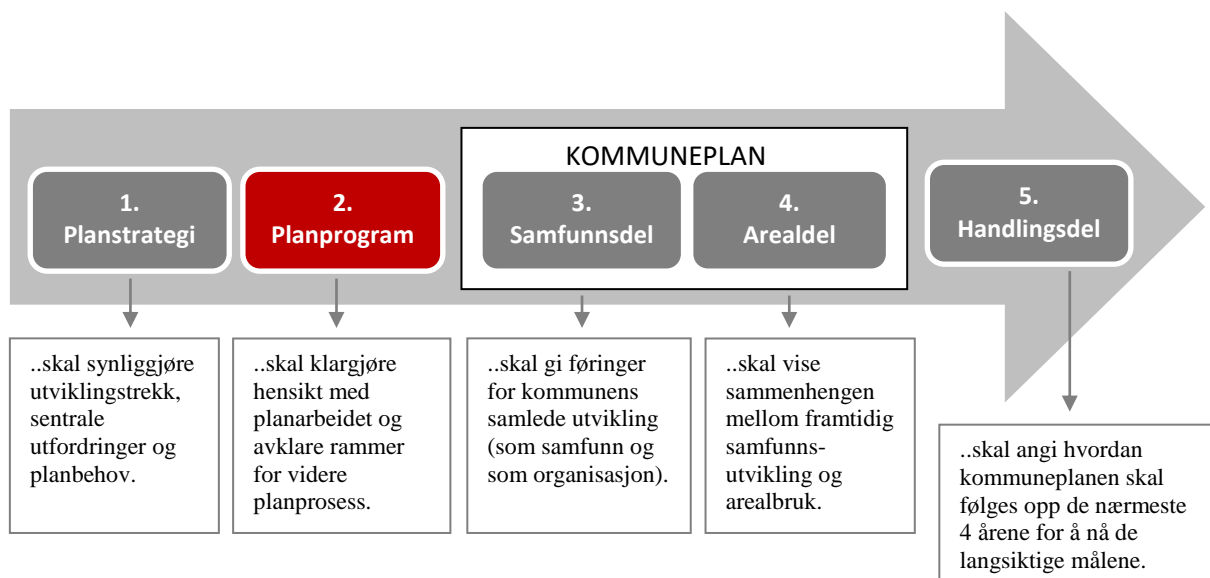 KOMMUNEPLAN
1.
Planstrategi
2.
Planprogram
3.
Samfunnsdel
4.
Arealdel
5.
Handlingsdel
..skal synliggjøre
utviklingstrekk,
sentrale
utfordringer og
planbehov.
..skal klargjøre
hensikt med
planarbeidet og
avklare rammer
for videre
planprosess.
..skal gi føringer
for kommunens
samlede utvikling
(som samfunn og
som organisasjon).
..skal vise
sammenhengen
mellom framtidig
samfunns-
utvikling og
arealbruk.
..skal angi hvordan
kommuneplanen skal
følges opp de nærmeste
4 årene for å nå de
langsiktige målene.